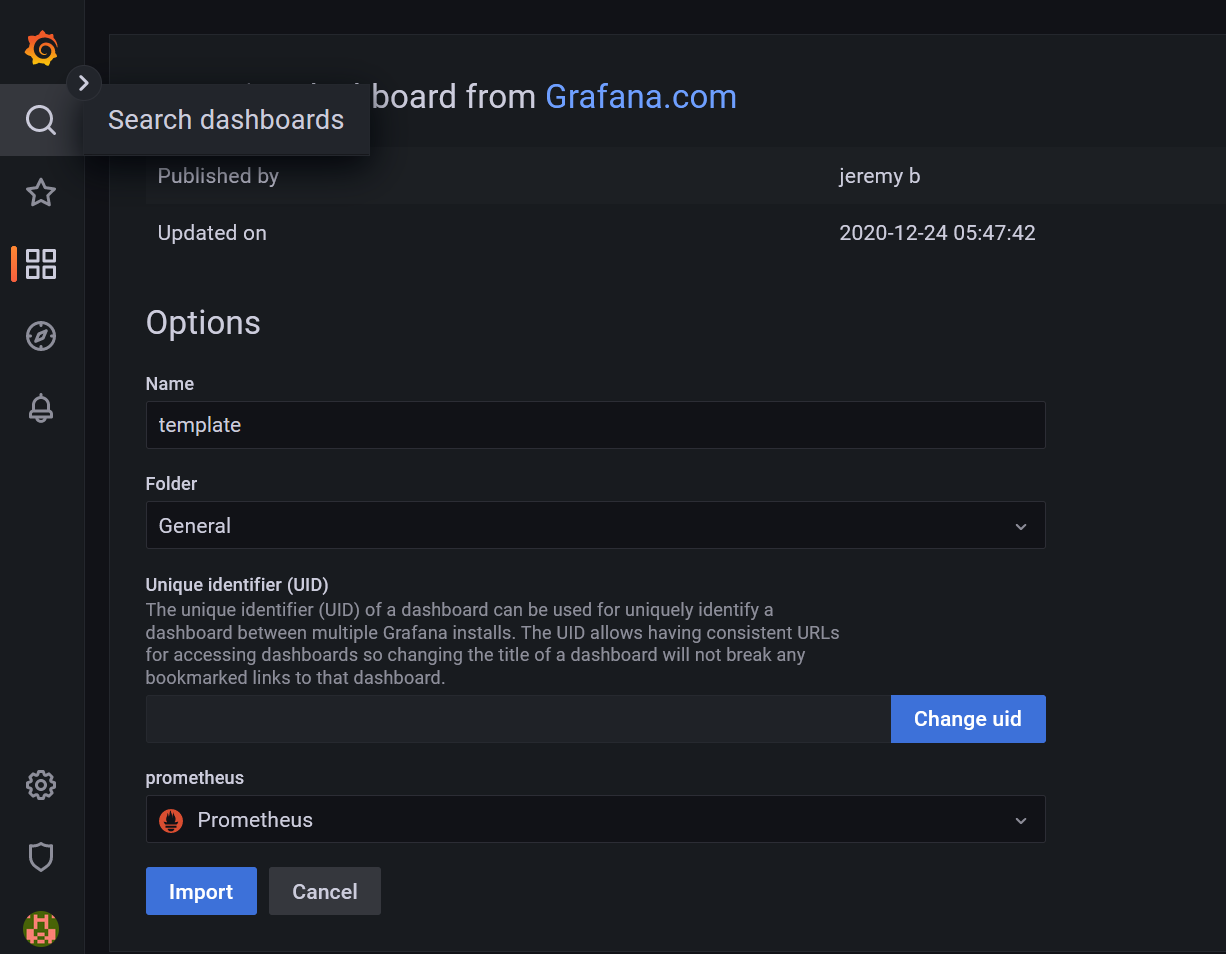 board from Grafana.com
Search dashboards
Published by jeremy b
Updated on 2020-12-24 05:47:42
Options
Name
template
Folder
General
Unique identifier (UID)
The unique identifier (UID) of a dashboard can be used for uniquely identify a
dashboard between multiple Grafana installs. The UID allows having consistent URLs
for accessing dashboards so changing the title of a dashboard will not break any
bookmarked links to that dashboard.
Change uid
prometheus
Prometheus
Import Cancel